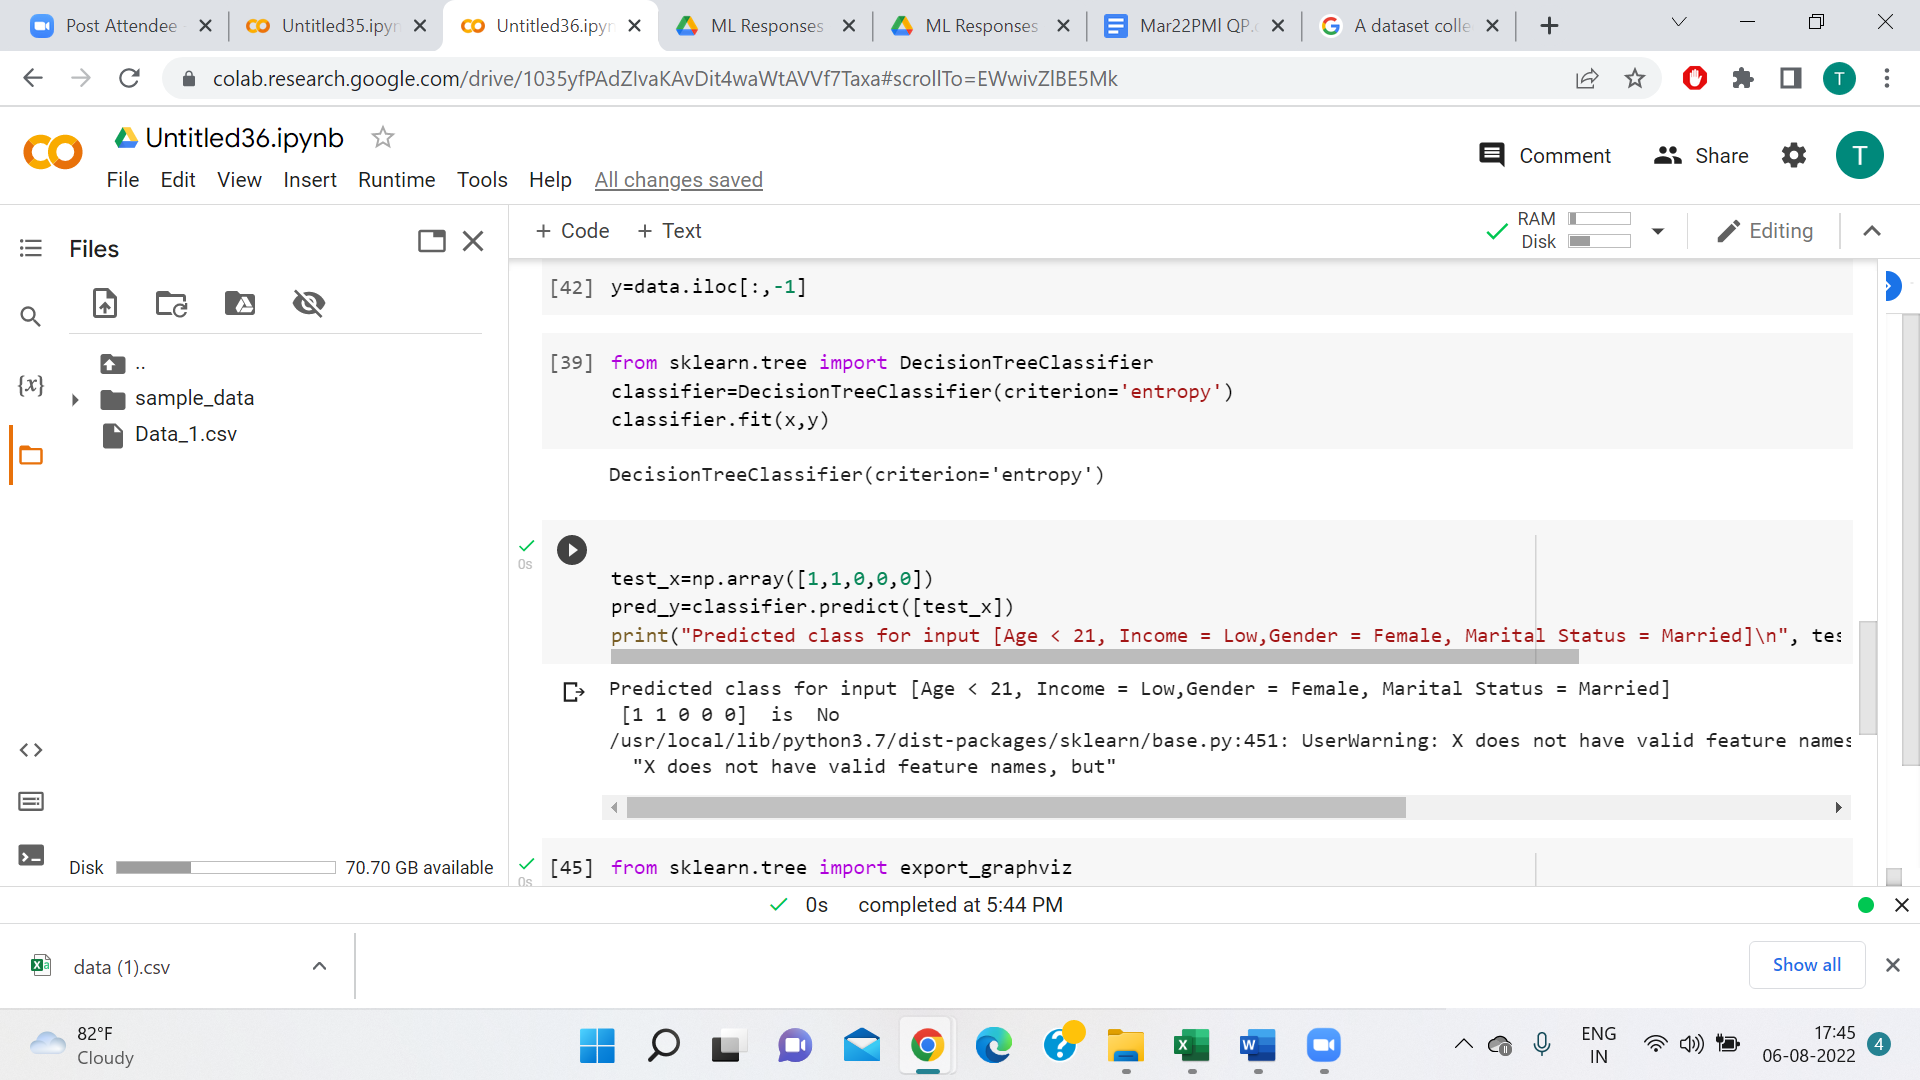 Post Attendee
Untitled35.ipyn
Untitled36.ipyn
ML Responses
ML Responses
Mar22PMl QP.
A dataset colle
colab.research.google.com/drive/1035yfPAdZIvaKAvDit4waWtAVVf7Taxa#scrollTo=EWwivZlBE5Mk
T
Untitled36.ipynb
Comment
Share
T
File Edit View Insert Runtime Tools Help All changes saved
Files
+ Code + Text
RAM
Disk
Editing
[42] y=data.iloc[:,-1]
..
sample_data
Data_1.csv
{x}
[39] from sklearn.tree import DecisionTreeClassifier
classifier=DecisionTreeClassifier(criterion='entropy')
classifier.fit(x,y)
DecisionTreeClassifier(criterion='entropy')
0s
test_x=np.array([1,1,0,0,0])
pred_y=classifier.predict([test_x])
print("Predicted class for input [Age < 21, Income = Low,Gender = Female, Marital Status = Married]\n", tes
Predicted class for input [Age < 21, Income = Low,Gender = Female, Marital Status = Married]
[1 1 0 0 0] is No
/usr/local/lib/python3.7/dist-packages/sklearn/base.py:451: UserWarning: X does not have valid feature names
"X does not have valid feature names, but"
Disk 70.70 GB available
[45] from sklearn.tree import export_graphviz
0s
0s completed at 5:44 PM
data (1).csv
Show all
82°F
Cloudy
ENG
IN
17:45
06-08-2022
4